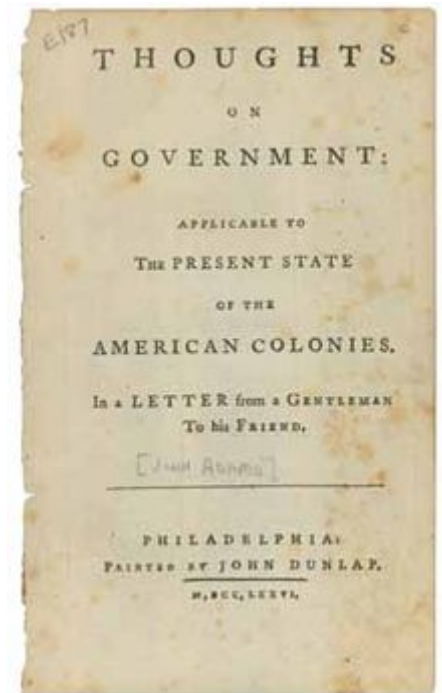 E187
THOUGHTS
ON
GOVERNMENT:
APPLICABLE TO
THE PRESENT STATE
OF THE
AMERICAN COLONIES.
In a LETTER from a GENTLEMAN
To his FRIEND.
[JOHN ADAMS]
PHILADELPHIA:
PRINTED BY JOHN DUNLAP.
M,DCC,LXXVI.